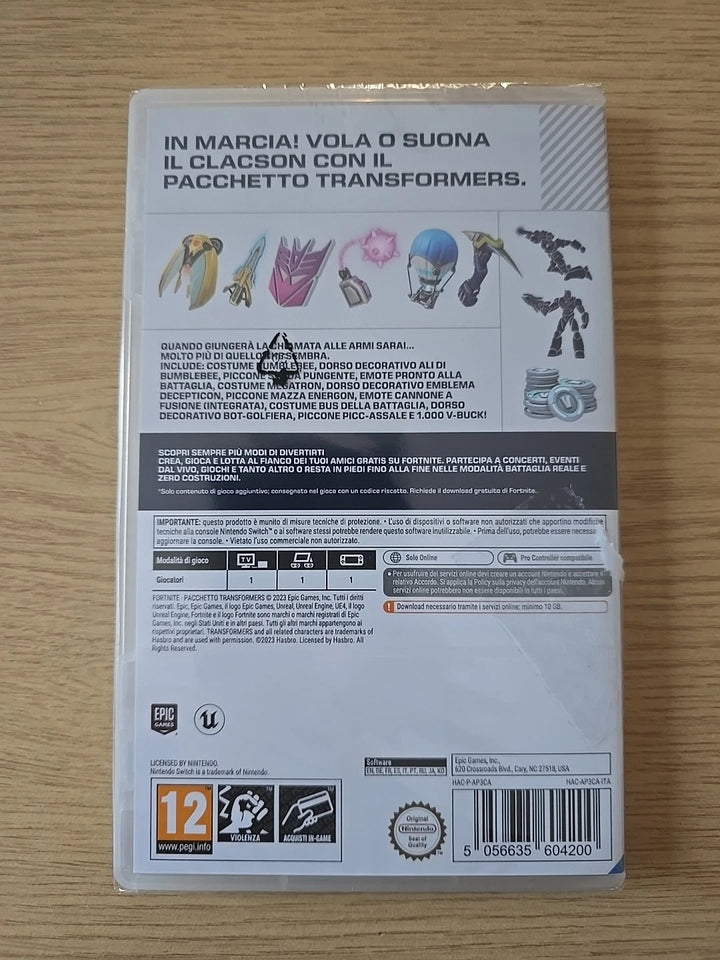 IN MARCIA! VOLA O SUONA
IL CLACSON CON IL
PACCHETTO TRANSFORMERS.
QUANDO GIUNGERÀ LA CHIAMATA ALLE ARMI SARAI...
MOLTO PIÙ DI QUELLO CHE SEMBRA.
INCLUDE: COSTUME BUMBLEBEE, DORSO DECORATIVO ALI DI
BUMBLEBEE, PICCONE PUNGENTE, EMOTE PRONTO ALLA
BATTAGLIA, COSTUME MEGATRON, DORSO DECORATIVO EMBLEMA
DECEPTICON, PICCONE MAZZA ENERGON, EMOTE CANNONE A
FUSIONE (INTEGRATA), COSTUME BUS DELLA BATTAGLIA, DORSO
DECORATIVO BOT-GOLFIERA, PICCONE PICC-ASSALE E 1.000 V-BUCK!
SCOPRI SEMPRE PIÙ MODI DI DIVERTIRTI
CREA, GIOCA E LOTTA AL FIANCO DEI TUOI AMICI GRATIS SU FORTNITE. PARTECIPA A CONCERTI, EVENTI
DAL VIVO, GIOCHI E TANTO ALTRO O RESTA IN PIEDI FINO ALLA FINE NELLE MODALITÀ BATTAGLIA REALE E
ZERO COSTRUZIONI.
*Solo contenuto di gioco aggiuntivo; consegnato nel gioco con un codice riscatto. Richiede il download gratuito di Fortnite.
IMPORTANTE: questo prodotto è munito di misure tecniche di protezione. • L'uso di dispositivi o software non autorizzati che apportino modifiche
tecniche alla console Nintendo Switch™ o ai software stessi potrebbe rendere questo software inutilizzabile. • Prima dell'uso, potrebbe essere necessario
aggiornare la console. • Vietato l'uso commerciale non autorizzato.
Modalità di gioco TV
Giocatori 1 1 1
Solo Online Pro Controller compatibile
• Per usufruire dei servizi online devi creare un account Nintendo e accettare il
relativo Accordo. Si applica la Policy sulla privacy dell'account Nintendo. Alcuni
servizi online potrebbero non essere disponibili in tutti i paesi.
! Download necessario tramite i servizi online: minimo 10 GB.
FORTNITE - PACCHETTO TRANSFORMERS © 2023 Epic Games, Inc. Tutti i diritti
riservati. Epic, Epic Games, il logo Epic Games, Unreal, Unreal Engine, UE4, il logo
Unreal Engine, Fortnite e il logo Fortnite sono marchi o marchi registrati di Epic
Games, Inc. negli Stati Uniti e in altri paesi. Tutti gli altri marchi appartengono ai
rispettivi proprietari. TRANSFORMERS and all related characters are trademarks of
Hasbro and are used with permission. ©2023 Hasbro. Licensed by Hasbro. All
Rights Reserved.
EPIC
GAMES
LICENSED BY NINTENDO.
Nintendo Switch is a trademark of Nintendo.
Software
EN, DE, FR, ES, IT, PT, RU, JA, KO
Epic Games, Inc.,
620 Crossroads Blvd., Cary, NC 27518, USA
HAC-P-AP3CA HAC-AP3CA-ITA
12
www.pegi.info
VIOLENZA
ACQUISTI IN-GAME
Original
Nintendo
Seal of
Quality
5 056635 604200